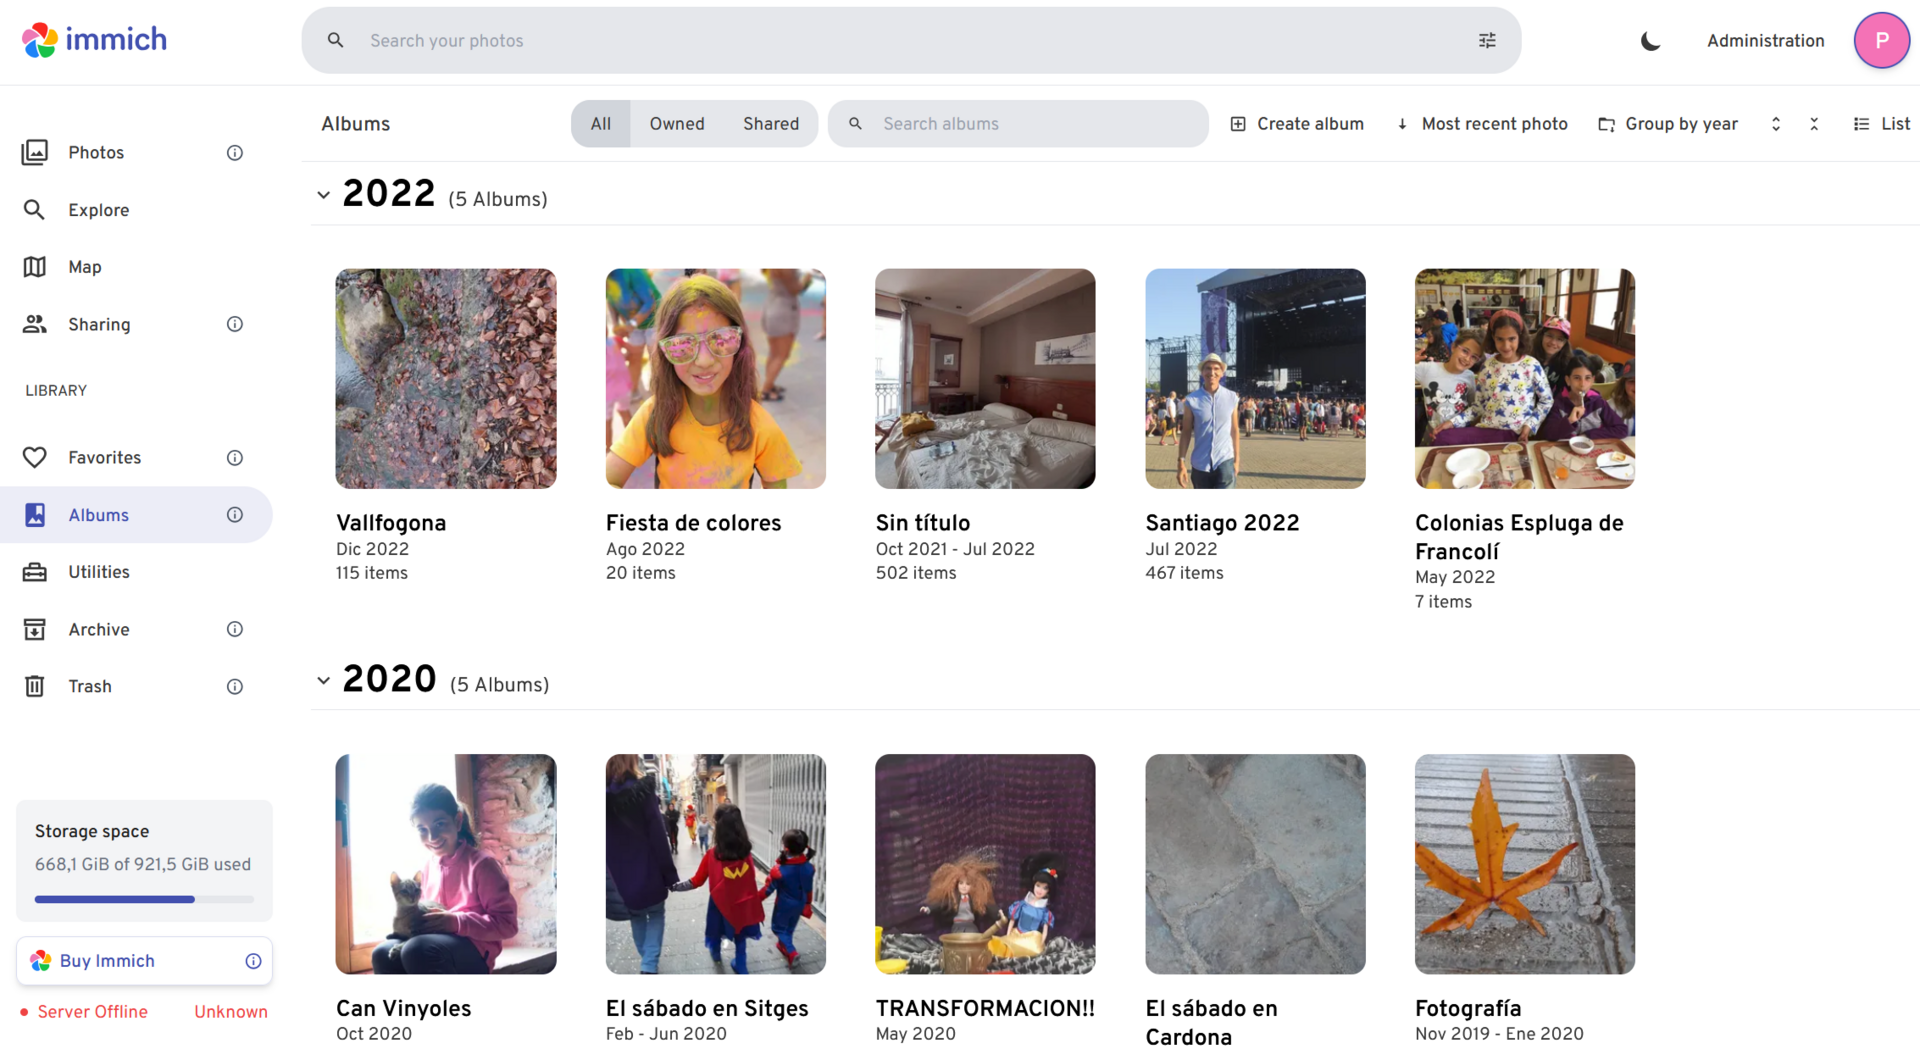 immich
Search your photos
Administration
P
Albums
All
Owned
Shared
Search albums
Create album
Most recent photo
Group by year
List
Photos
Explore
Map
Sharing
LIBRARY
Favorites
Albums
Utilities
Archive
Trash
Storage space
668,1 GiB of 921,5 GiB used
Buy Immich
Server Offline
Unknown
2022 (5 Albums)
Vallfogona
Dic 2022
115 items
Fiesta de colores
Ago 2022
20 items
Sin título
Oct 2021 - Jul 2022
502 items
Santiago 2022
Jul 2022
467 items
Colonias Espluga de
Francolí
May 2022
7 items
2020 (5 Albums)
Can Vinyoles
Oct 2020
El sábado en Sitges
Feb - Jun 2020
TRANSFORMACION!!
May 2020
El sábado en
Cardona
Fotografía
Nov 2019 - Ene 2020